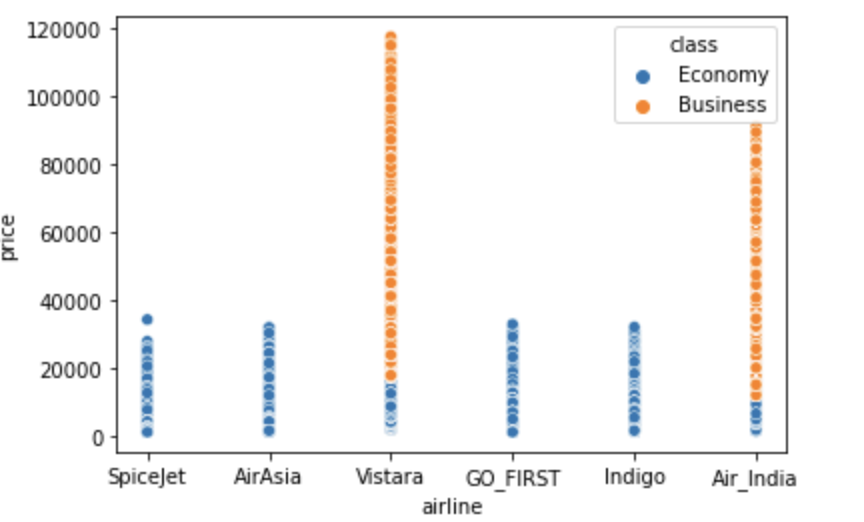 120000
class
Economy
100000
Business
80000
price
60000
40000
20000
0
SpiceJet AirAsia Vistara GO_FIRST Indigo Air_India
airline